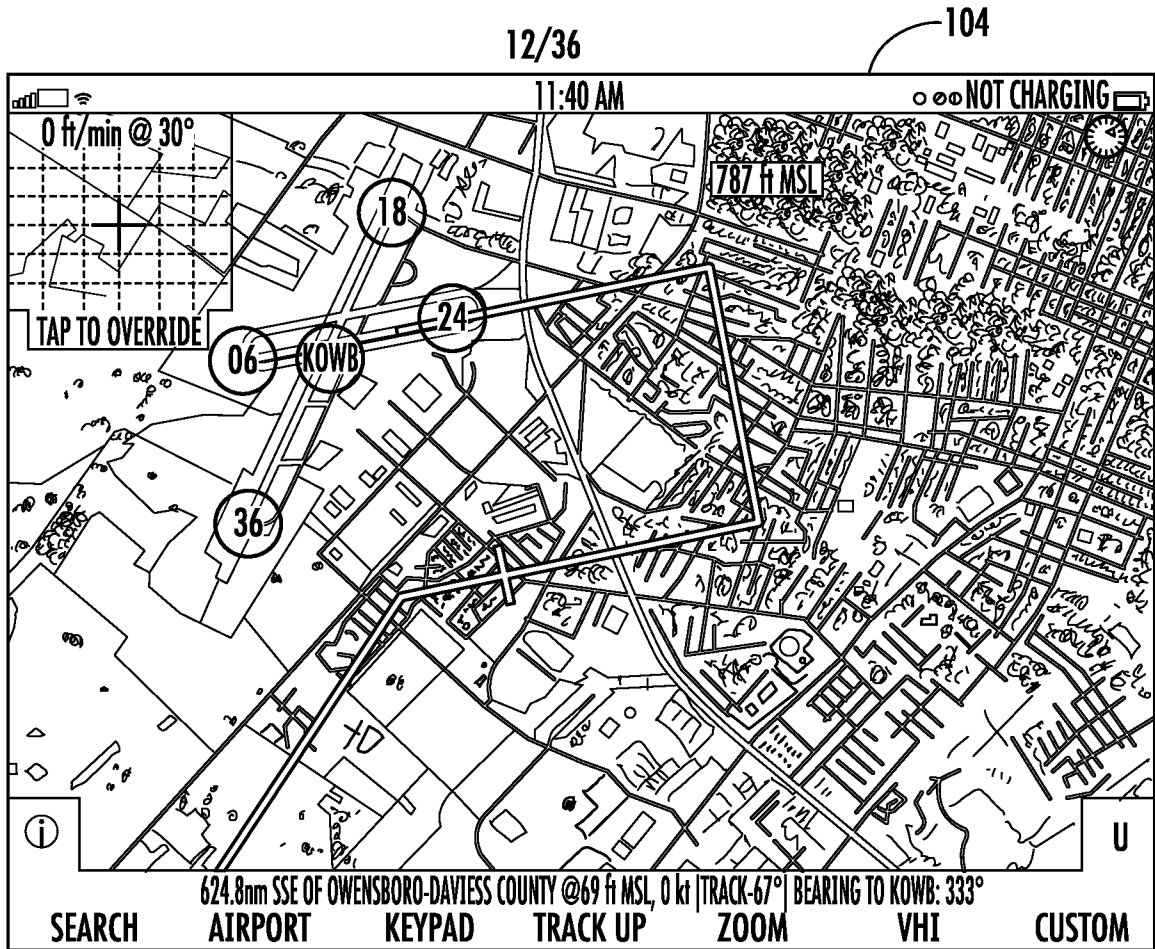 104
12/36
11:40 AM
NOT CHARGING
0 ft/min @ 30°
787 ft MSL
18
24
TAP TO OVERRIDE
06
KOWB
36
i
U
624.8nm SSE OF OWENSBORO-DAVIESS COUNTY @69 ft MSL, 0 kt |TRACK-67°| BEARING TO KOWB: 333°
SEARCH AIRPORT KEYPAD TRACK UP ZOOM VHI CUSTOM